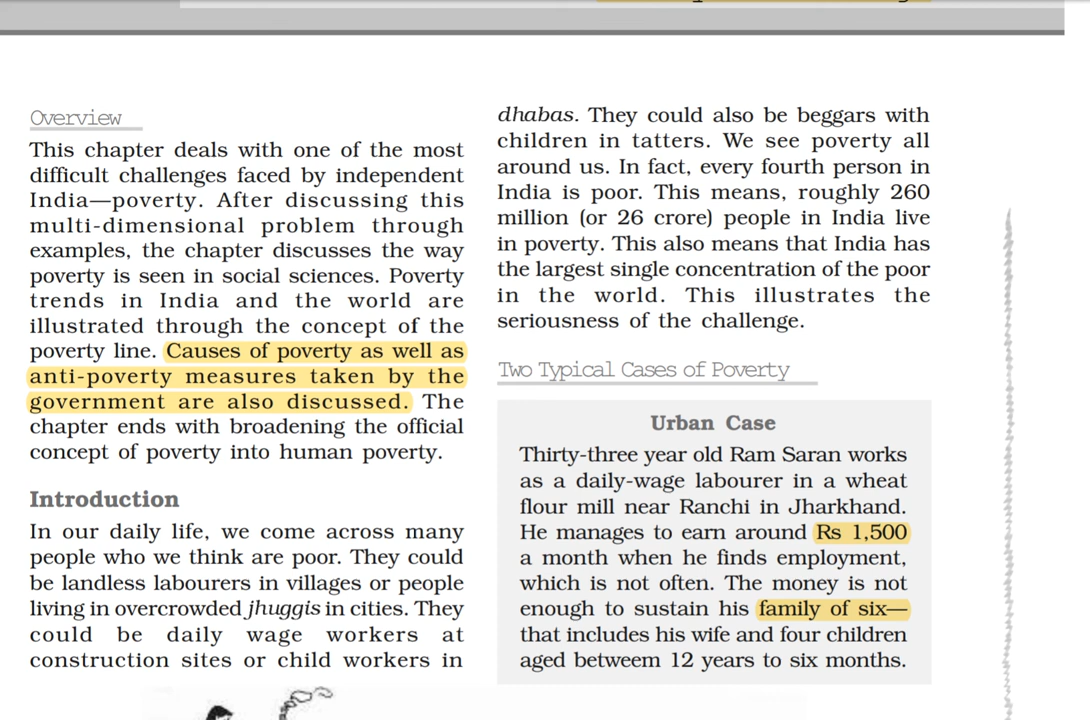 Overview
This chapter deals with one of the most
difficult challenges faced by independent
India—poverty. After discussing this
multi-dimensional problem through
examples, the chapter discusses the way
poverty is seen in social sciences. Poverty
trends in India and the world are
illustrated through the concept of the
poverty line. Causes of poverty as well as
anti-poverty measures taken by the
government are also discussed. The
chapter ends with broadening the official
concept of poverty into human poverty.
Introduction
In our daily life, we come across many
people who we think are poor. They could
be landless labourers in villages or people
living in overcrowded jhuggis in cities. They
could be daily wage workers at
construction sites or child workers in
dhabas. They could also be beggars with
children in tatters. We see poverty all
around us. In fact, every fourth person in
India is poor. This means, roughly 260
million (or 26 crore) people in India live
in poverty. This also means that India has
the largest single concentration of the poor
in the world. This illustrates the
seriousness of the challenge.
Two Typical Cases of Poverty
Urban Case
Thirty-three year old Ram Saran works
as a daily-wage labourer in a wheat
flour mill near Ranchi in Jharkhand.
He manages to earn around Rs 1,500
a month when he finds employment,
which is not often. The money is not
enough to sustain his family of six—
that includes his wife and four children
aged betweem 12 years to six months.